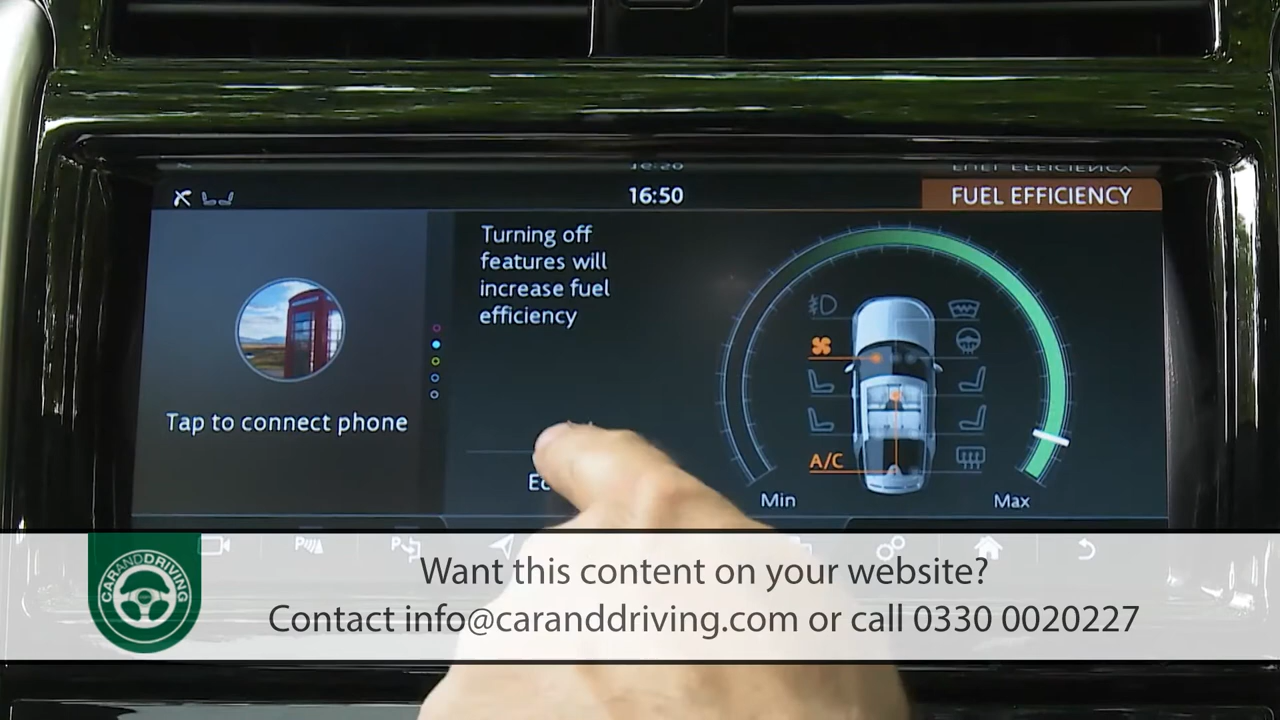 16:50
FUEL EFFICIENCY
Turning off
features will
increase fuel
efficiency
Tap to connect phone
A/C
Min
Max
CARANDDRIVING
Want this content on your website?
Contact info@caranddriving.com or call 0330 0020227